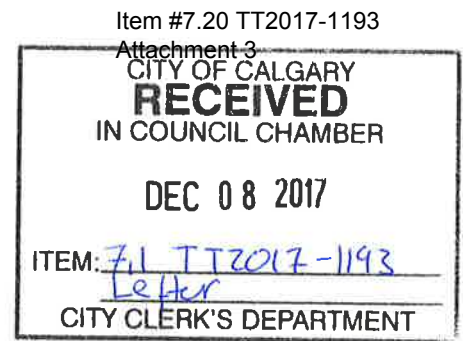 Item #7.20 TT2017-1193
Attachment 3
CITY OF CALGARY
RECEIVED
IN COUNCIL CHAMBER
DEC 08 2017
ITEM: 7.1 TT2017-1193
Letter
CITY CLERK'S DEPARTMENT